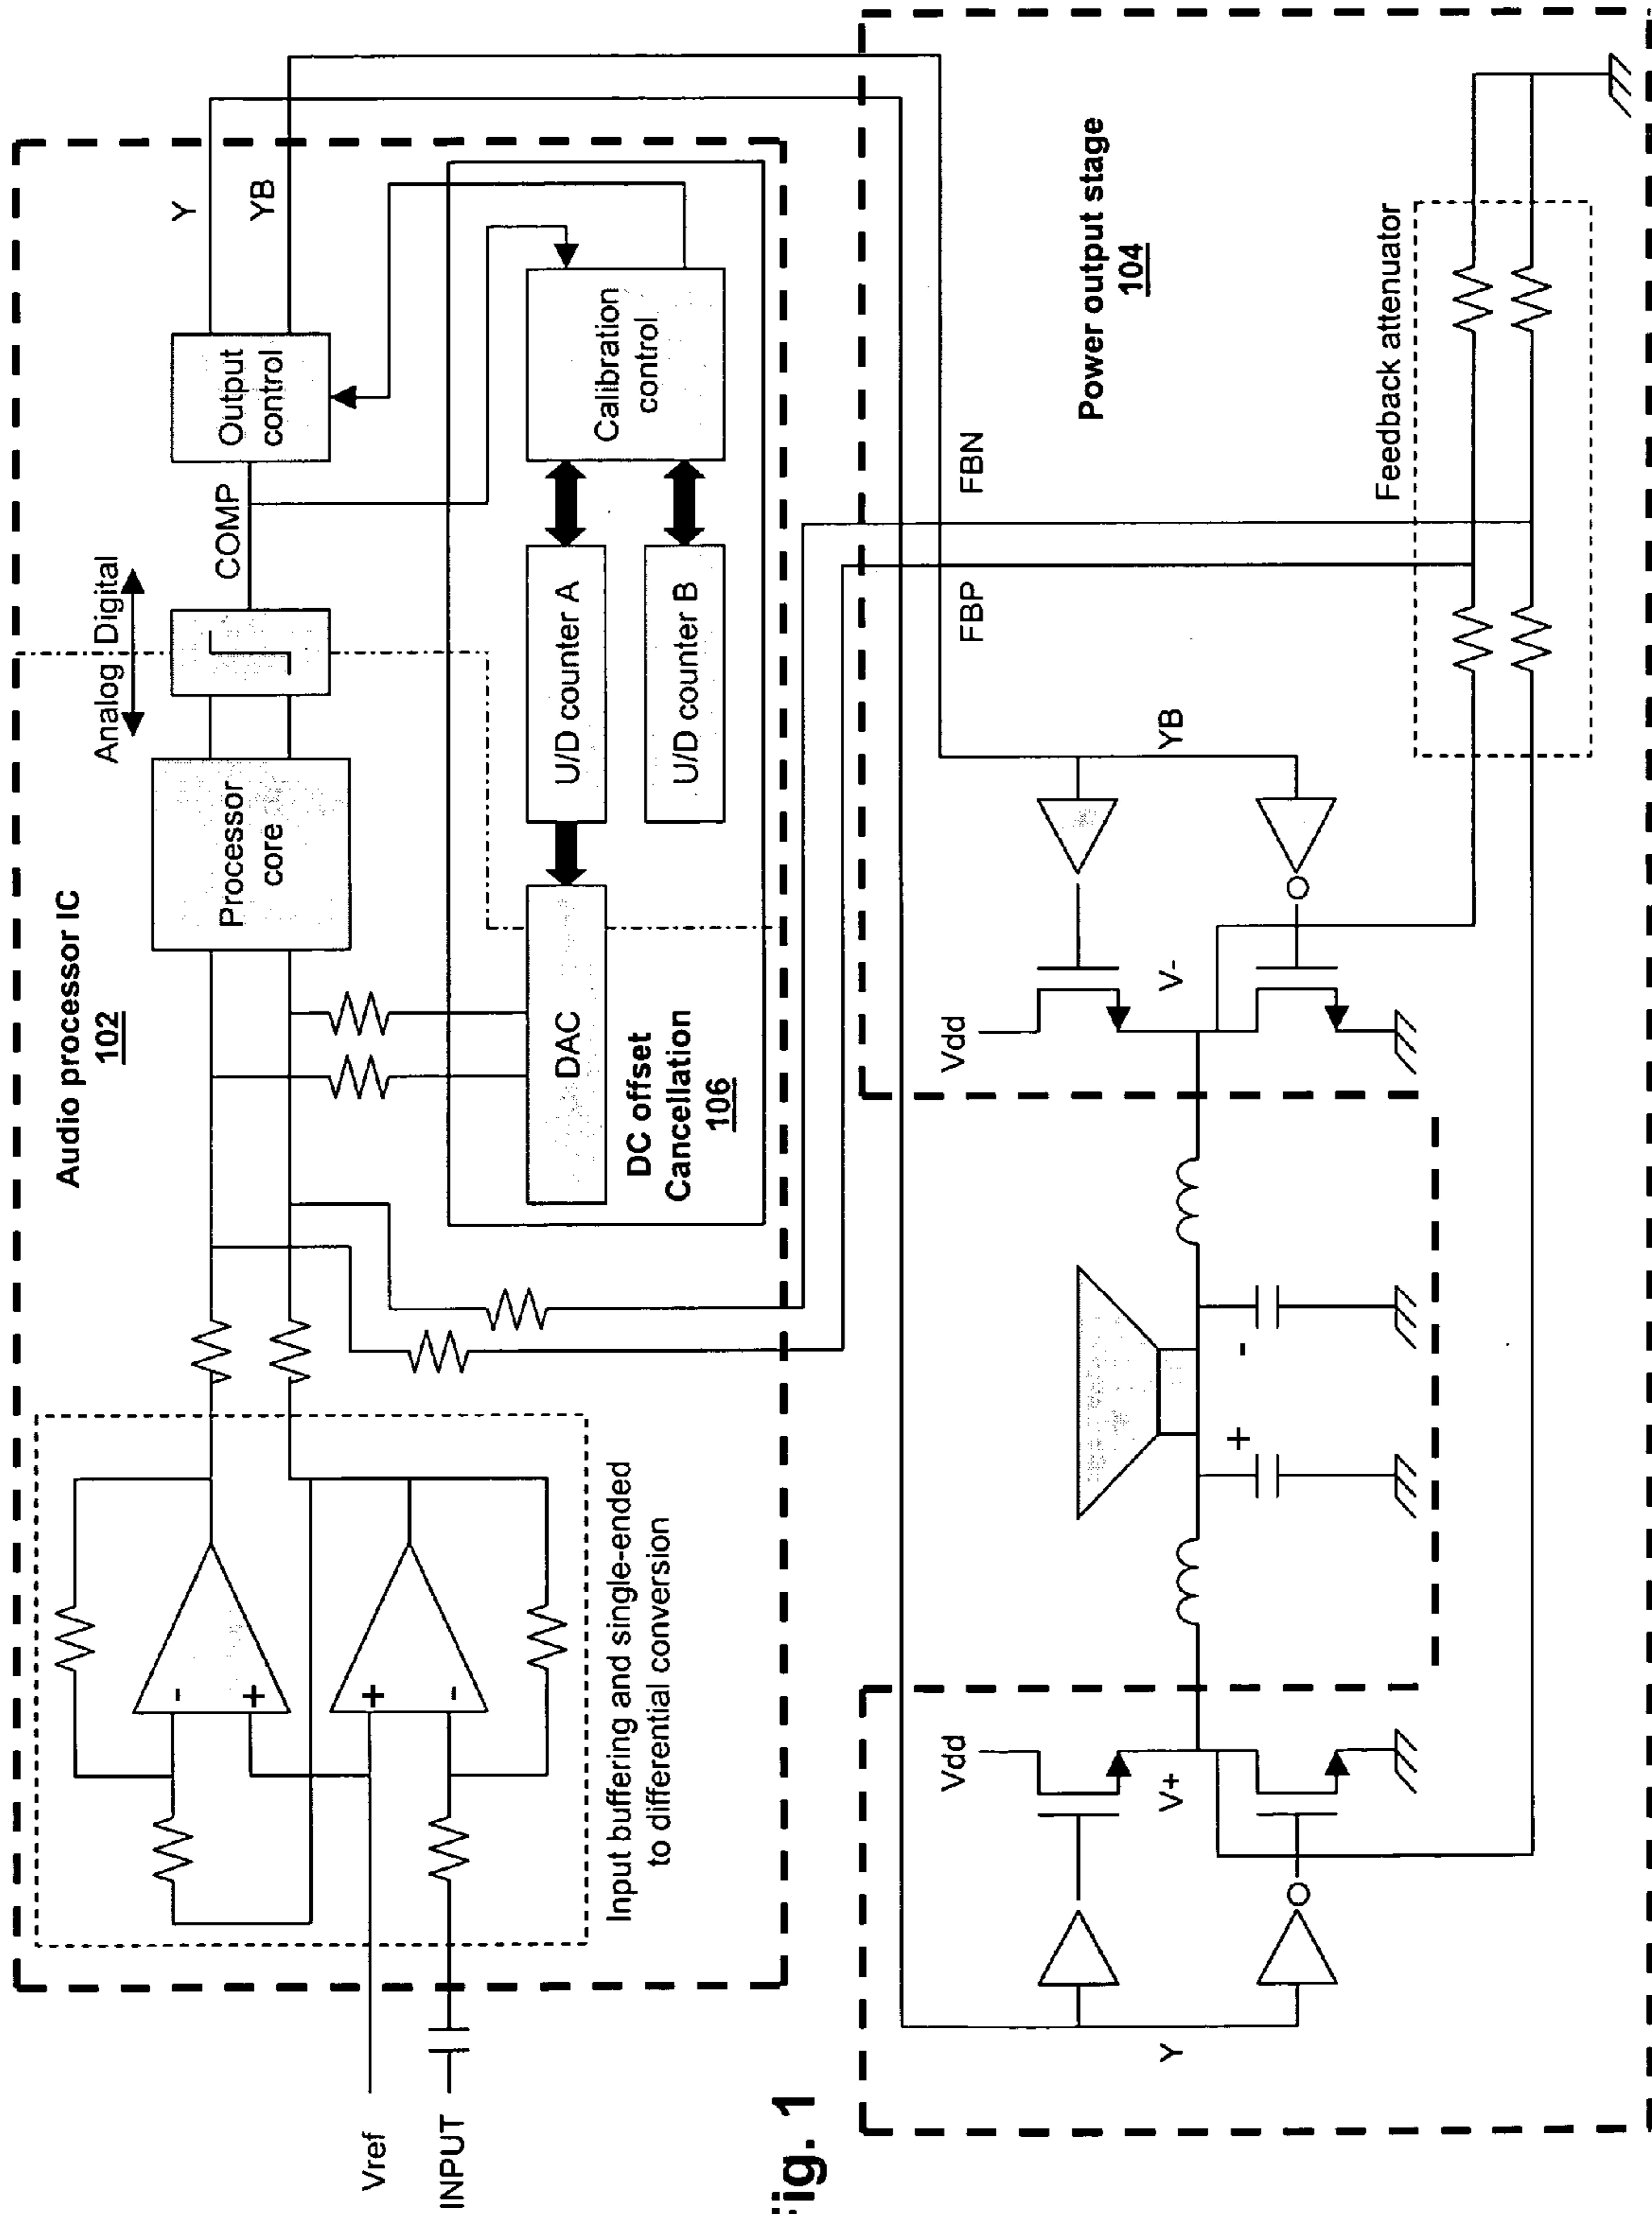 Audio processor IC
102
Analog Digital
Processor
core
COMP
Output
control
Y
YB
Vref
INPUT
-
+
+
-
Input buffering and single-ended
to differential conversion
DAC
U/D counter A
U/D counter B
Calibration
control
DC offset
Cancellation
106
FBP
FBN
Power output stage
104
Vdd
V+
Y
+
-
Vdd
V-
YB
Feedback attenuator
Fig. 1